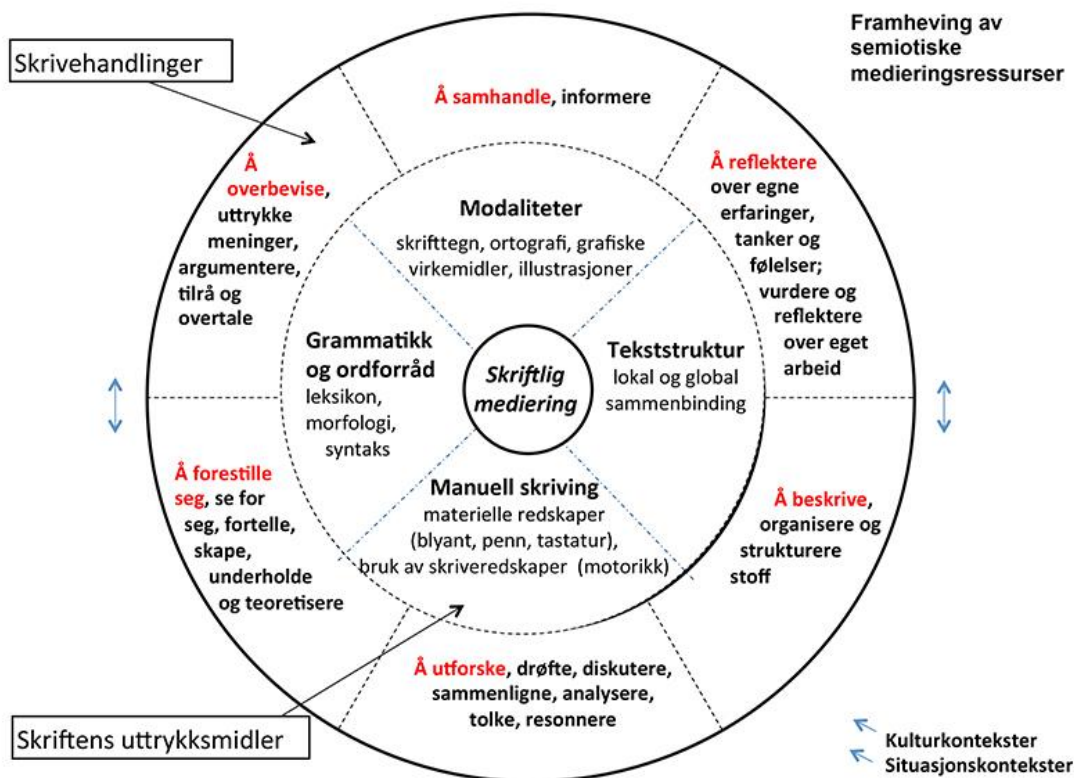 Framheving av
semiotiske
medieringsressurser
Skrivehandlinger
Å samhandle, informere
Å
overbevise,
uttrykke
meninger,
argumentere,
tilrå og
overtale
Å reflektere
over egne
erfaringer,
tanker og
følelser;
vurdere og
reflektere
over eget
arbeid
Modaliteter
skrifttegn, ortografi, grafiske
virkemidler, illustrasjoner
Grammatikk
og ordforråd
leksikon,
morfologi,
syntaks
Skriftlig
mediering
Tekststruktur
lokal og global
sammenbinding
Manuell skriving
materielle redskaper
(blyant, penn, tastatur),
bruk av skriveredskaper (motorikk)
Å forestille
seg, se for
seg, fortelle,
skape,
underholde
og teoretisere
Å beskrive,
organisere og
strukturere
stoff
Å utforske, drøfte, diskutere,
sammenligne, analysere,
tolke, resonnere
Skriftens uttrykksmidler
Kulturkontekster
Situasjonskontekster